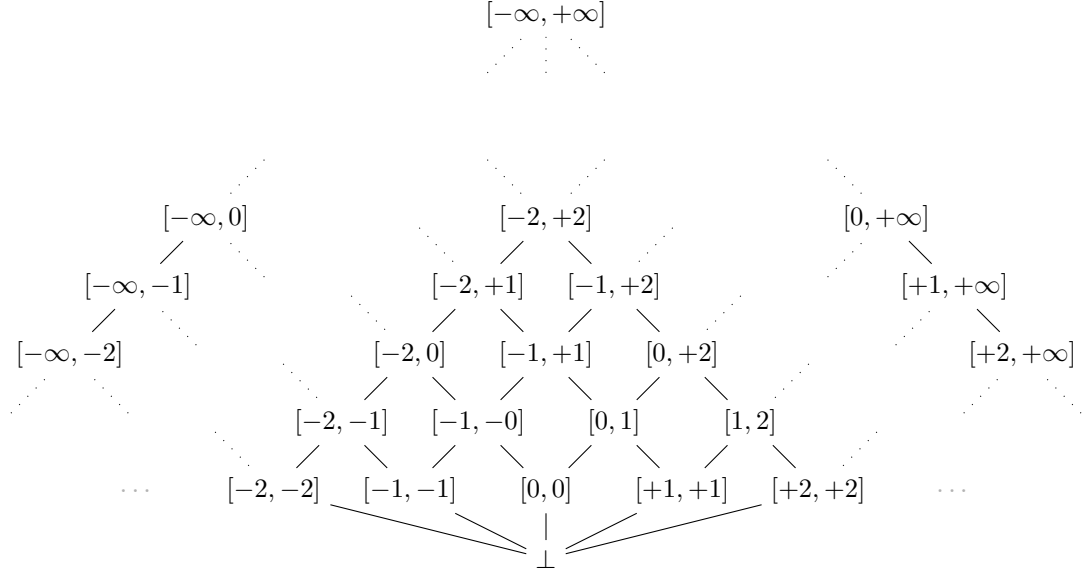 [−∞, +∞]
[−∞, 0] [−2, +2] [0, +∞]
[−∞, −1] [−2, +1] [−1, +2] [+1, +∞]
[−∞, −2] [−2, 0] [−1, +1] [0, +2] [+2, +∞]
[−2, −1] [−1, −0] [0, 1] [1, 2]
⋯ [−2, −2] [−1, −1] [0, 0] [+1, +1] [+2, +2] ⋯
⊥